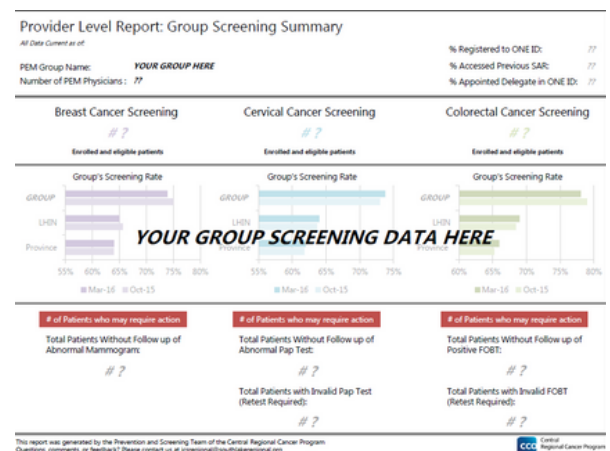 Provider Level Report: Group Screening Summary
All Data Current as of:
PEM Group Name: YOUR GROUP HERE
Number of PEM Physicians: ??
% Registered to ONE ID: ??
% Accessed Previous SAR: ??
% Appointed Delegate in ONE ID: ??
Breast Cancer Screening
# ?
Enrolled and eligible patients
Cervical Cancer Screening
# ?
Enrolled and eligible patients
Colorectal Cancer Screening
# ?
Enrolled and eligible patients
Group's Screening Rate
GROUP
LHIN
Province
55% 60% 65% 70% 75% 80%
Mar-16 Oct-15
Group's Screening Rate
GROUP
LHIN
Province
55% 60% 65% 70% 75%
Mar-16 Oct-15
Group's Screening Rate
GROUP
LHIN
Province
60% 65% 70% 75% 80%
Mar-16 Oct-15
YOUR GROUP SCREENING DATA HERE
# of Patients who may require action
Total Patients Without Follow up of
Abnormal Mammogram:
# ?
# of Patients who may require action
Total Patients Without Follow up of
Abnormal Pap Test:
# ?
Total Patients with Invalid Pap Test
(Retest Required):
# ?
# of Patients who may require action
Total Patients Without Follow up of
Positive FOBT:
# ?
Total Patients with Invalid FOBT
(Retest Required):
# ?
This report was generated by the Prevention and Screening Team of the Central Regional Cancer Program
Questions, comments, or feedback? Please contact us at
cco Central
Regional Cancer Program